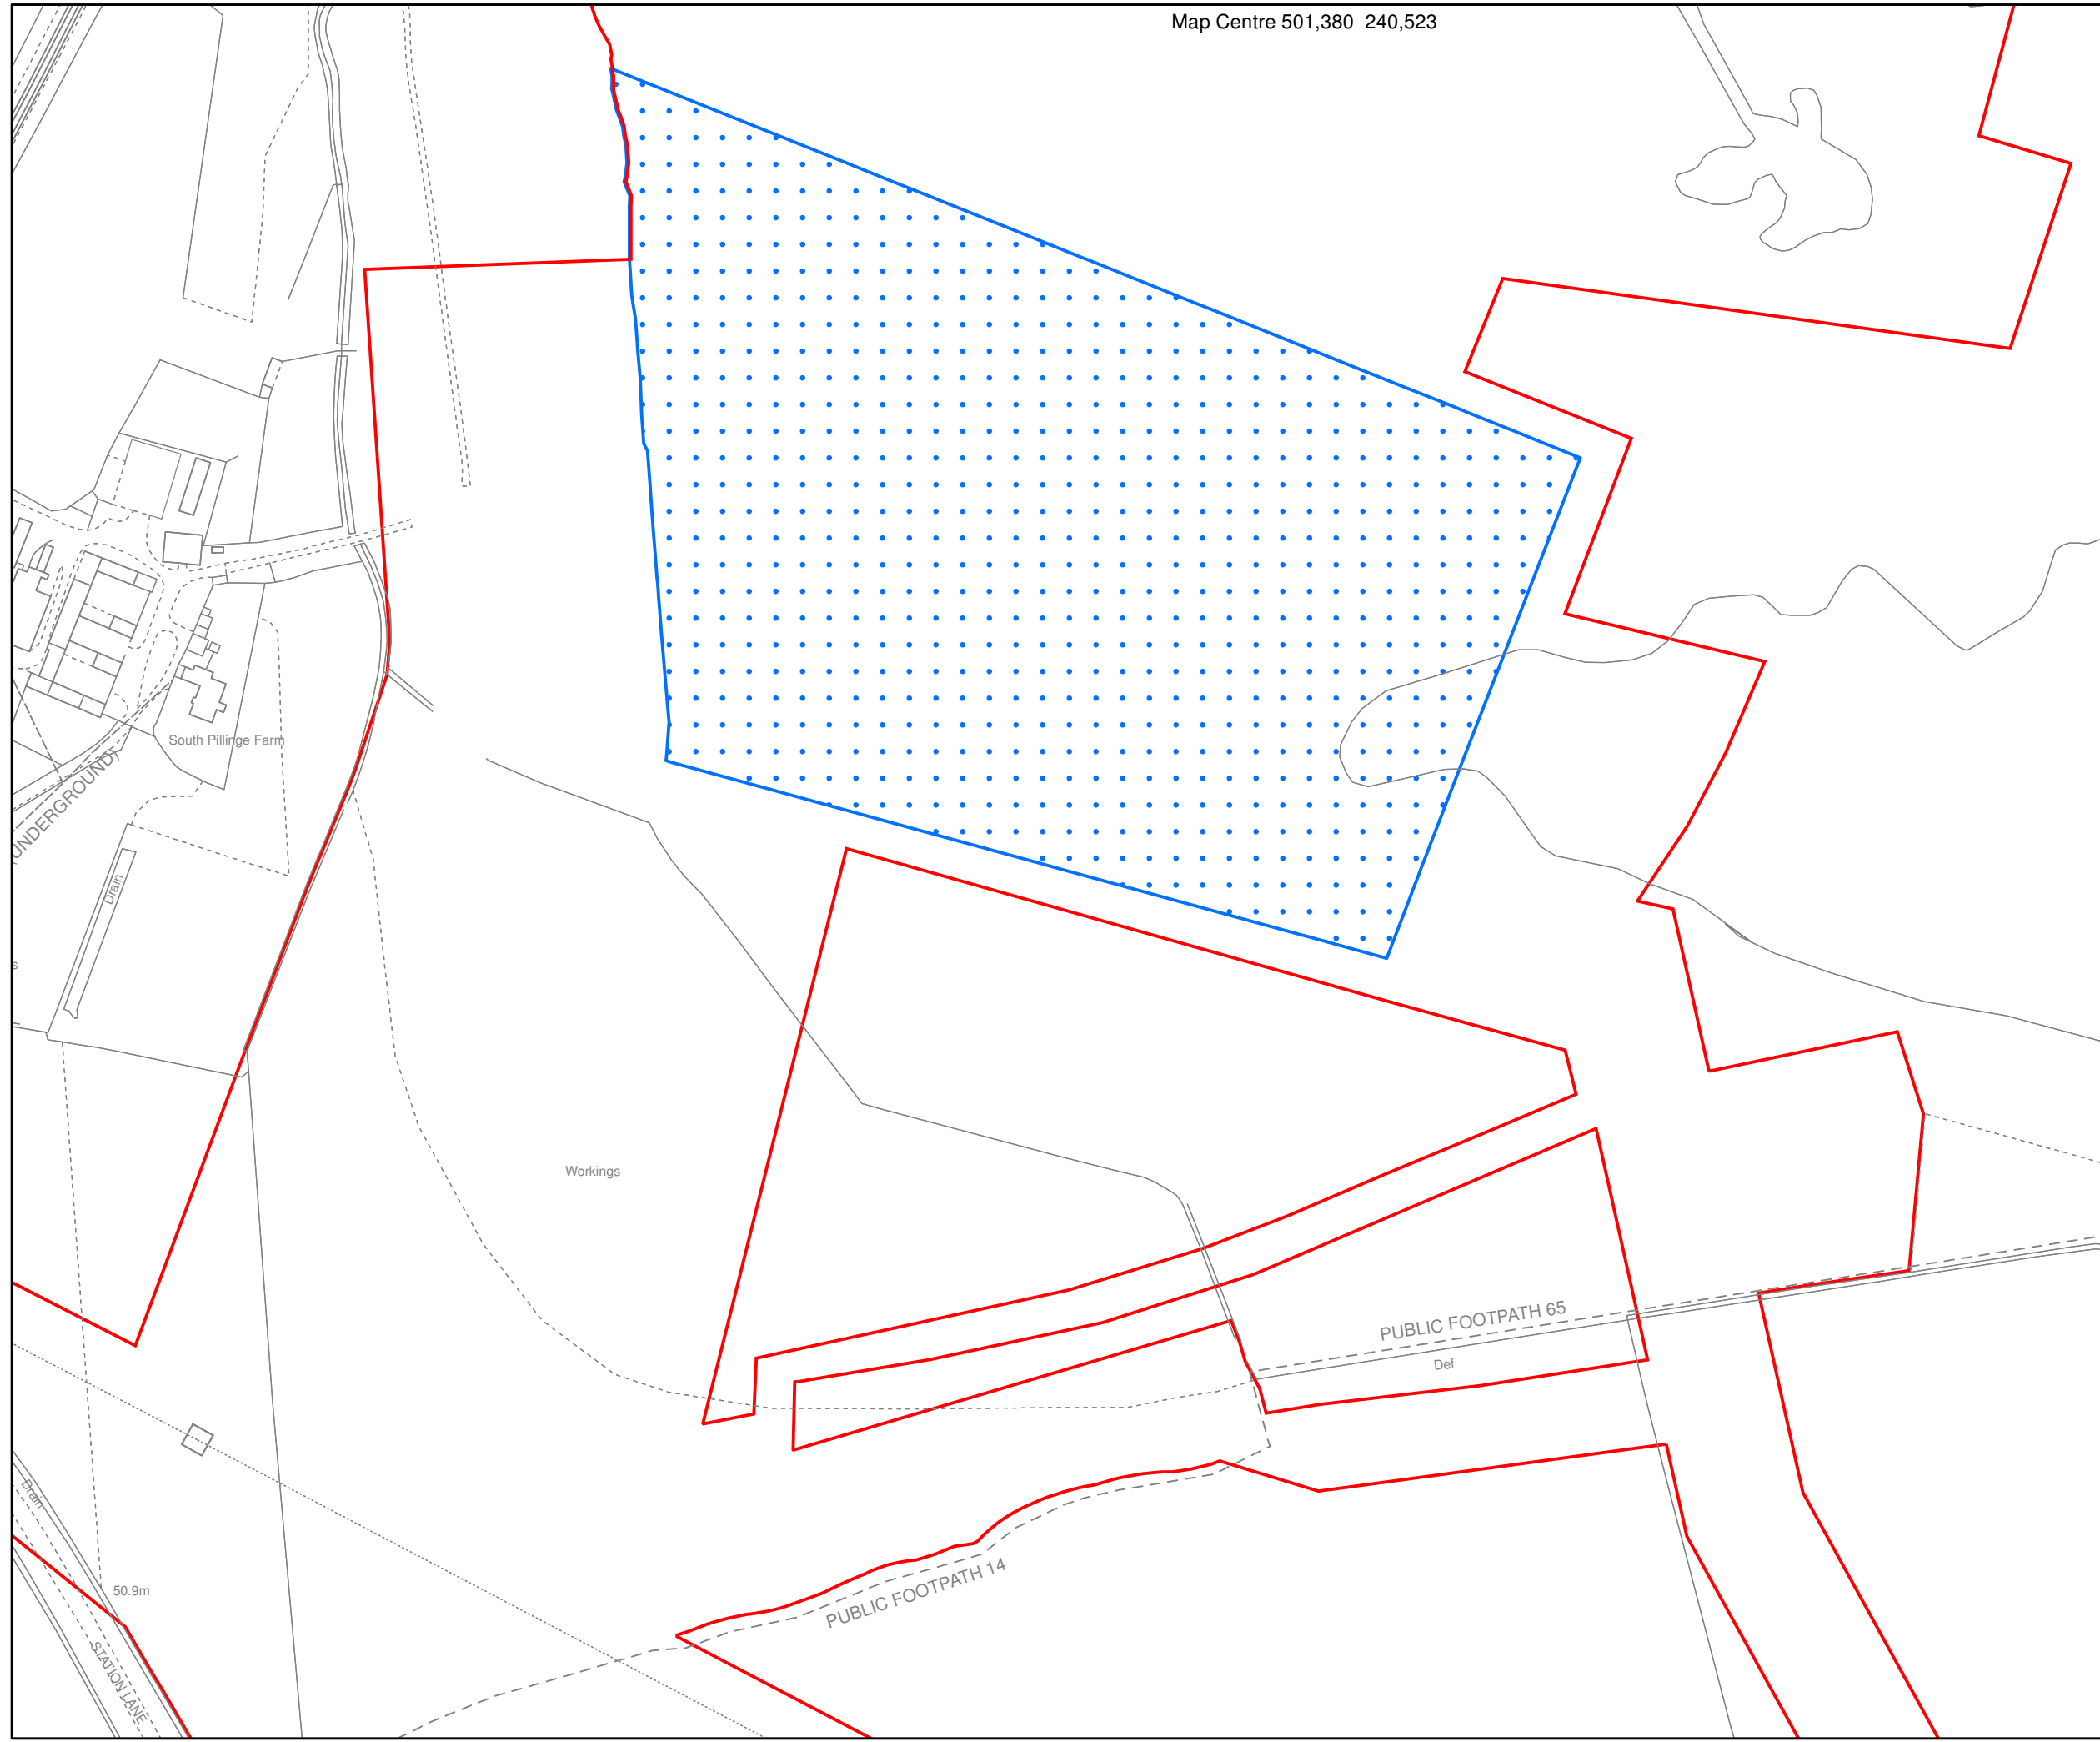 Map Centre 501,380 240,523
South Pillinge Farm
UNDERGROUND)
Drain
s
Workings
PUBLIC FOOTPATH 65
Def
Drain
PUBLIC FOOTPATH 14
50.9m
STATION LANE